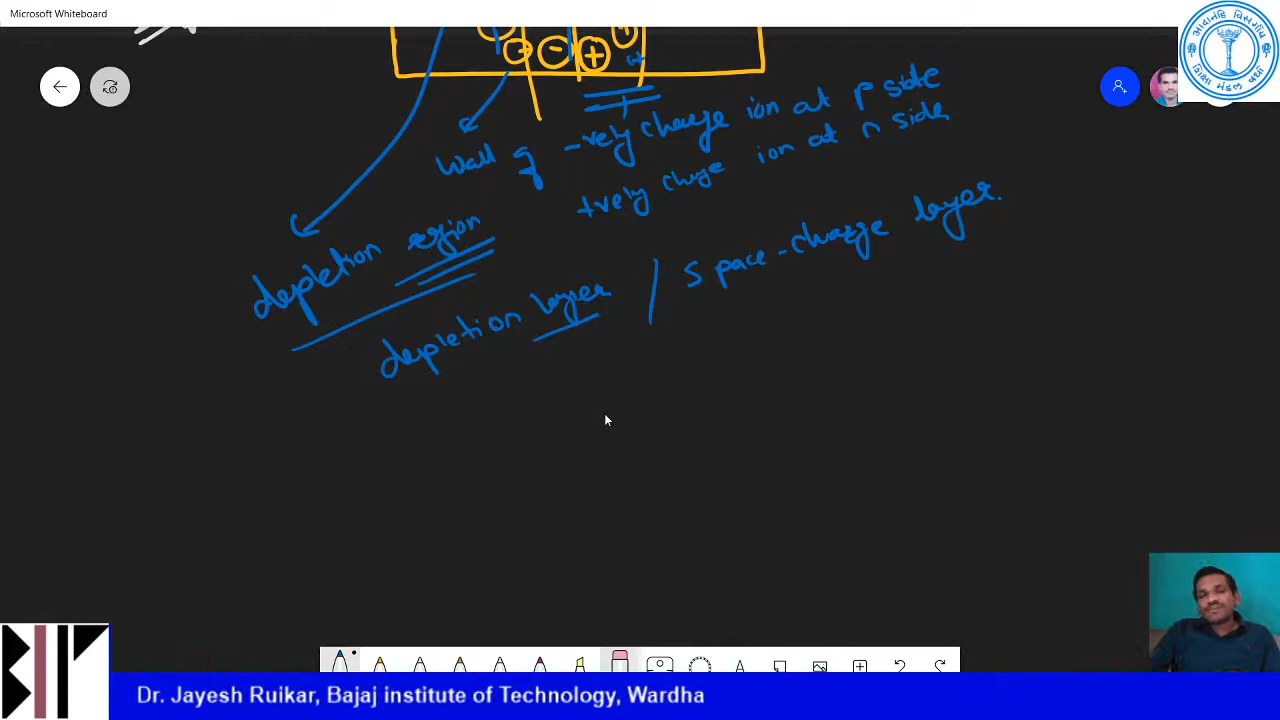 Microsoft Whiteboard
wall of -vely charge ion at p side
+vely charge ion at n side
depletion region
depletion layer / space-charge layer.
Dr. Jayesh Ruikar, Bajaj institute of Technology, Wardha